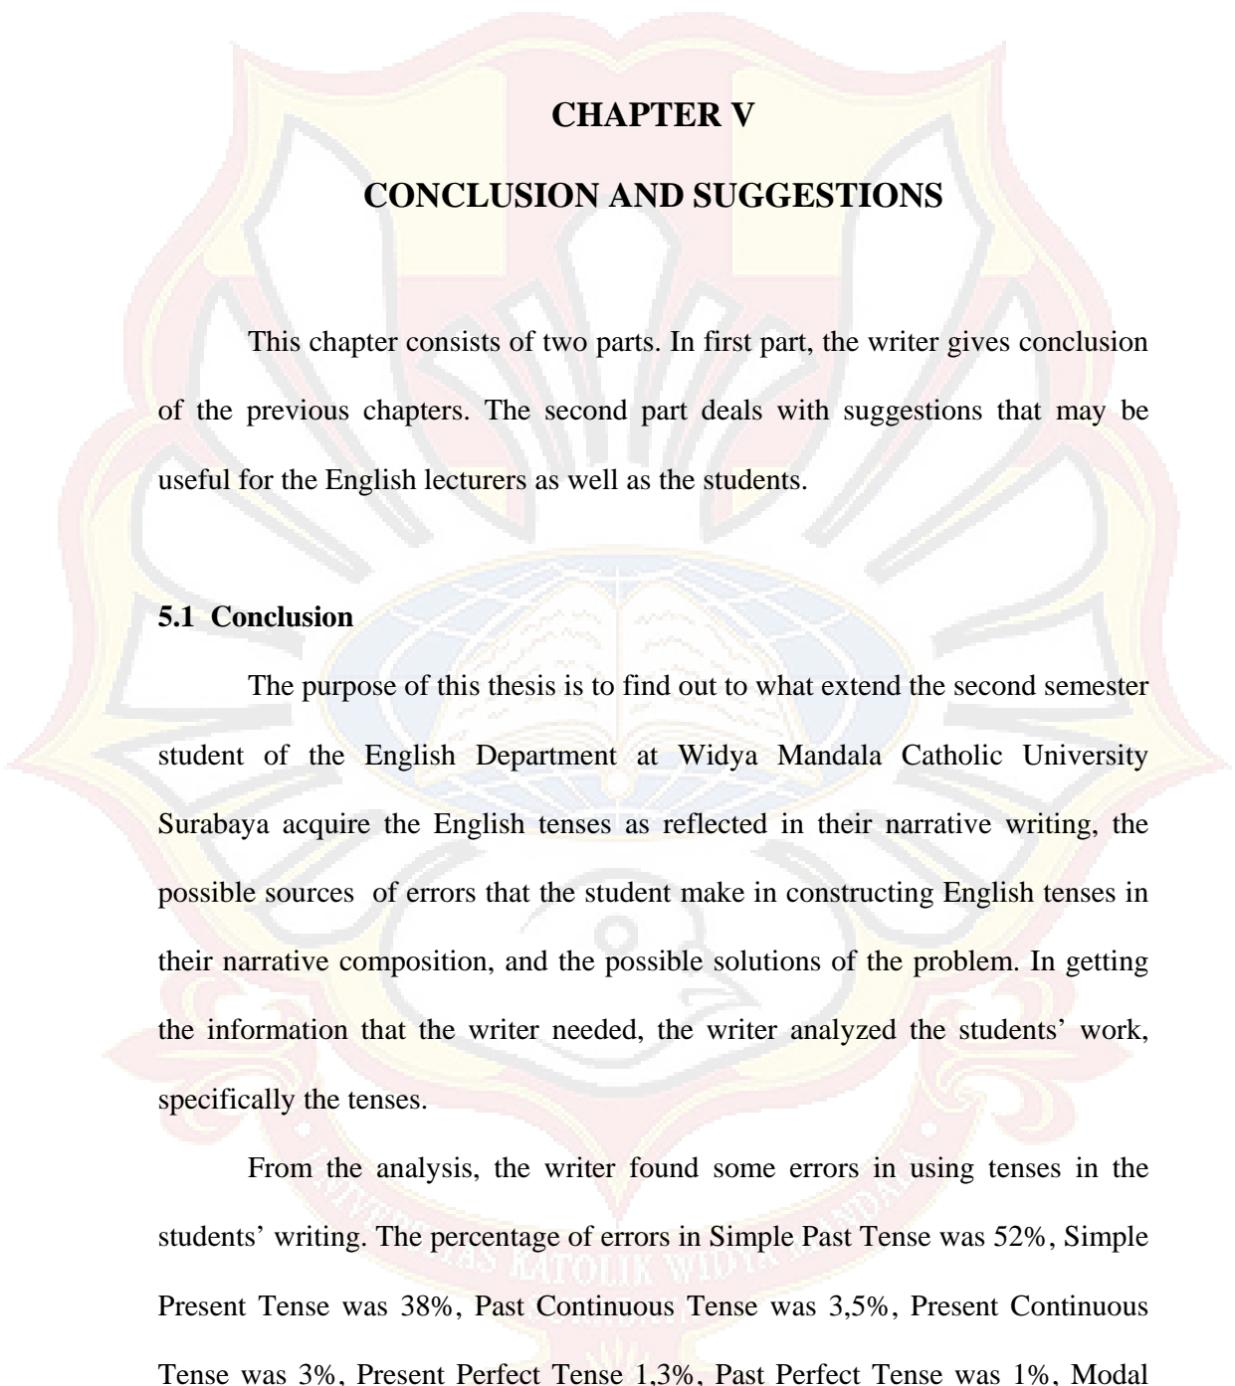 CHAPTER V
CONCLUSION AND SUGGESTIONS
This chapter consists of two parts. In first part, the writer gives conclusion
of the previous chapters. The second part deals with suggestions that may be
useful for the English lecturers as well as the students.
5.1 Conclusion
The purpose of this thesis is to find out to what extend the second semester
student of the English Department at Widya Mandala Catholic University
Surabaya acquire the English tenses as reflected in their narrative writing, the
possible sources of errors that the student make in constructing English tenses in
their narrative composition, and the possible solutions of the problem. In getting
the information that the writer needed, the writer analyzed the students’ work,
specifically the tenses.
From the analysis, the writer found some errors in using tenses in the
students’ writing. The percentage of errors in Simple Past Tense was 52%, Simple
Present Tense was 38%, Past Continuous Tense was 3,5%, Present Continuous
Tense was 3%, Present Perfect Tense 1,3%, Past Perfect Tense was 1%, Modal
UNIVERSITAS KATOLIK WIDYA MANDALA
SURABAYA